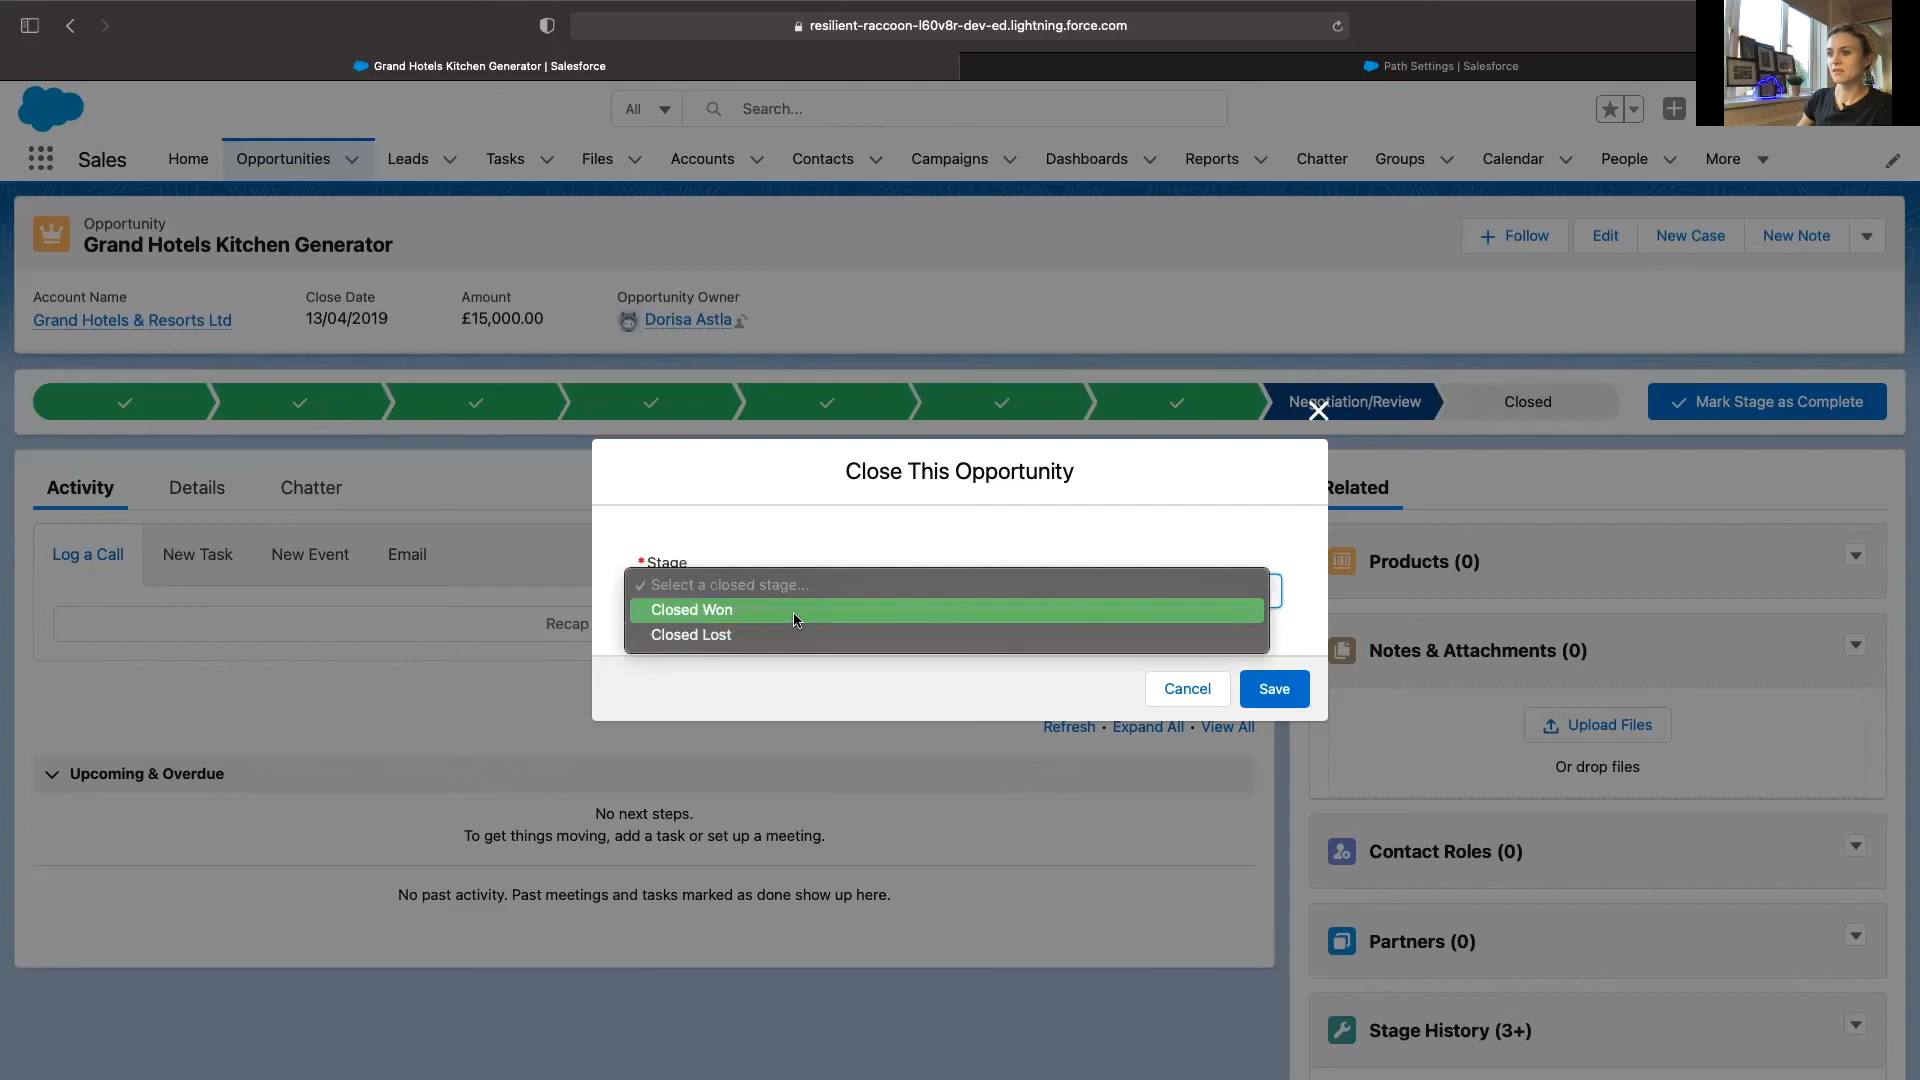 resilient-raccoon-l60v8r-dev-ed.lightning.force.com
Grand Hotels Kitchen Generator | Salesforce
Path Settings | Salesforce
All
Search...
Sales
Home
Opportunities
Leads
Tasks
Files
Accounts
Contacts
Campaigns
Dashboards
Reports
Chatter
Groups
Calendar
People
More
Opportunity
Grand Hotels Kitchen Generator
Follow
Edit
New Case
New Note
Account Name
Close Date
Amount
Opportunity Owner
Grand Hotels & Resorts Ltd
13/04/2019
£15,000.00
Dorisa Astla
Negotiation/Review
Closed
Mark Stage as Complete
Close This Opportunity
Activity
Details
Chatter
Related
* Stage
Select a closed stage...
Closed Won
Closed Lost
Log a Call
New Task
New Event
Email
Recap
Cancel
Save
Refresh • Expand All • View All
Upcoming & Overdue
No next steps.
To get things moving, add a task or set up a meeting.
No past activity. Past meetings and tasks marked as done show up here.
Products (0)
Notes & Attachments (0)
Upload Files
Or drop files
Contact Roles (0)
Partners (0)
Stage History (3+)